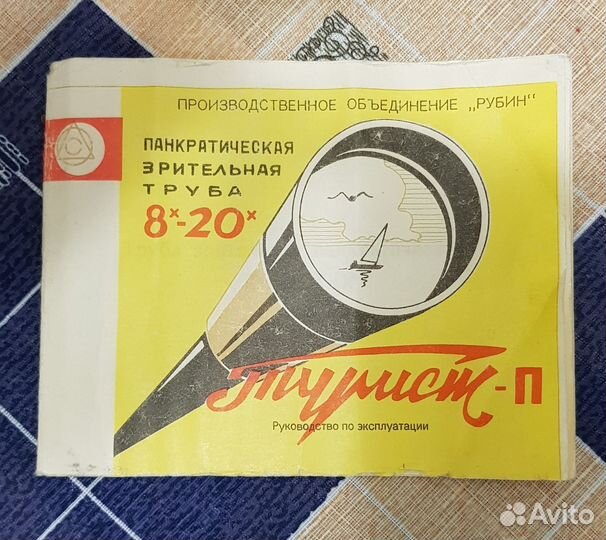 ПРОИЗВОДСТВЕННОЕ ОБЪЕДИНЕНИЕ „РУБИН"
ПАНКРАТИЧЕСКАЯ
ЗРИТЕЛЬНАЯ
ТРУБА
8ˣ-20ˣ
Турист-П
Руководство по эксплуатации
Avito